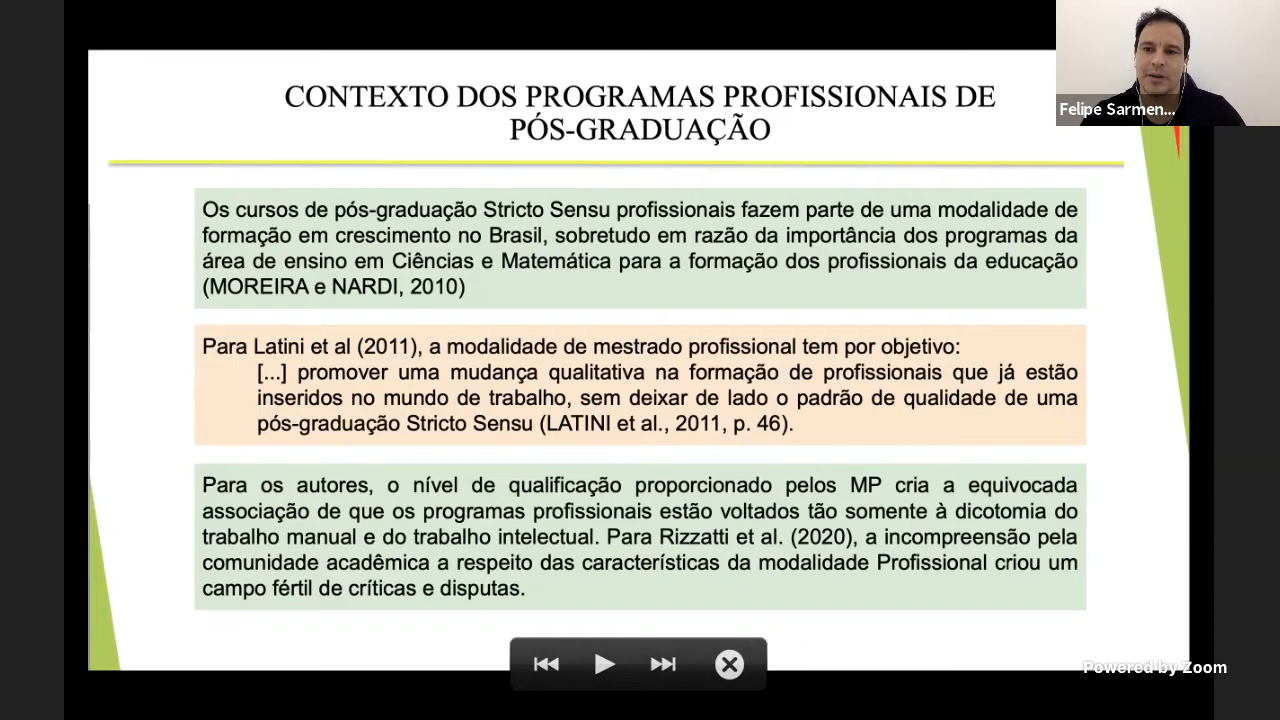 CONTEXTO DOS PROGRAMAS PROFISSIONAIS DE
PÓS-GRADUAÇÃO
Felipe Sarmen...
Os cursos de pós-graduação Stricto Sensu profissionais fazem parte de uma modalidade de
formação em crescimento no Brasil, sobretudo em razão da importância dos programas da
área de ensino em Ciências e Matemática para a formação dos profissionais da educação
(MOREIRA e NARDI, 2010)
Para Latini et al (2011), a modalidade de mestrado profissional tem por objetivo:
[...] promover uma mudança qualitativa na formação de profissionais que já estão
inseridos no mundo de trabalho, sem deixar de lado o padrão de qualidade de uma
pós-graduação Stricto Sensu (LATINI et al., 2011, p. 46).
Para os autores, o nível de qualificação proporcionado pelos MP cria a equivocada
associação de que os programas profissionais estão voltados tão somente à dicotomia do
trabalho manual e do trabalho intelectual. Para Rizzatti et al. (2020), a incompreensão pela
comunidade acadêmica a respeito das características da modalidade Profissional criou um
campo fértil de críticas e disputas.
Powered by Zoom